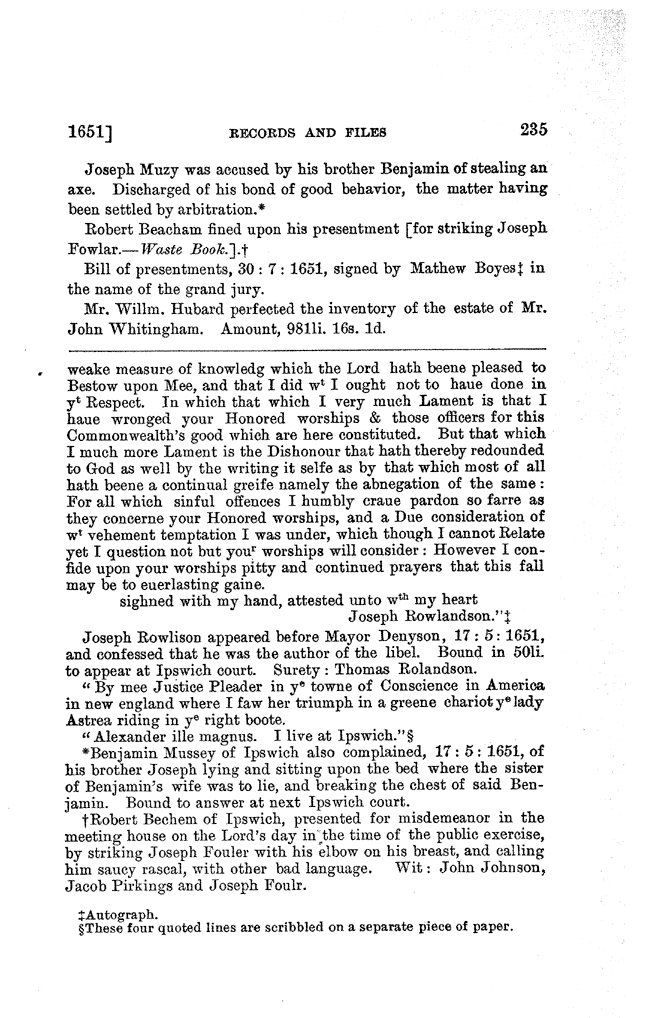 1651] RECORDS AND FILES 235
Joseph Muzy was accused by his brother Benjamin of stealing an
axe. Discharged of his bond of good behavior, the matter having
been settled by arbitration.*
Robert Beacham fined upon his presentment [for striking Joseph
Fowlar.—Waste Book.].†
Bill of presentments, 30 : 7 : 1651, signed by Mathew Boyes‡ in
the name of the grand jury.
Mr. Willm. Hubard perfected the inventory of the estate of Mr.
John Whitingham. Amount, 981li. 16s. 1d.
weake measure of knowledg which the Lord hath beene pleased to
Bestow upon Mee, and that I did wᵗ I ought not to haue done in
yᵗ Respect. In which that which I very much Lament is that I
haue wronged your Honored worships & those officers for this
Commonwealth's good which are here constituted. But that which
I much more Lament is the Dishonour that hath thereby redounded
to God as well by the writing it selfe as by that which most of all
hath beene a continual greife namely the abnegation of the same :
For all which sinful offences I humbly craue pardon so farre as
they concerne your Honored worships, and a Due consideration of
wᵗ vehement temptation I was under, which though I cannot Relate
yet I question not but youʳ worships will consider : However I con-
fide upon your worships pitty and continued prayers that this fall
may be to euerlasting gaine.
sighned with my hand, attested unto wᵗʰ my heart
Joseph Rowlandson."‡
Joseph Rowlison appeared before Mayor Denyson, 17 : 5 : 1651,
and confessed that he was the author of the libel. Bound in 50li.
to appear at Ipswich court. Surety : Thomas Rolandson.
"By mee Justice Pleader in yᵉ towne of Conscience in America
in new england where I faw her triumph in a greene chariot yᵉ lady
Astrea riding in yᵉ right boote.
"Alexander ille magnus. I live at Ipswich."§
*Benjamin Mussey of Ipswich also complained, 17 : 5 : 1651, of
his brother Joseph lying and sitting upon the bed where the sister
of Benjamin's wife was to lie, and breaking the chest of said Ben-
jamin. Bound to answer at next Ipswich court.
†Robert Bechem of Ipswich, presented for misdemeanor in the
meeting house on the Lord's day in the time of the public exercise,
by striking Joseph Fouler with his elbow on his breast, and calling
him saucy rascal, with other bad language. Wit : John Johnson,
Jacob Pirkings and Joseph Foulr.
‡Autograph.
§These four quoted lines are scribbled on a separate piece of paper.